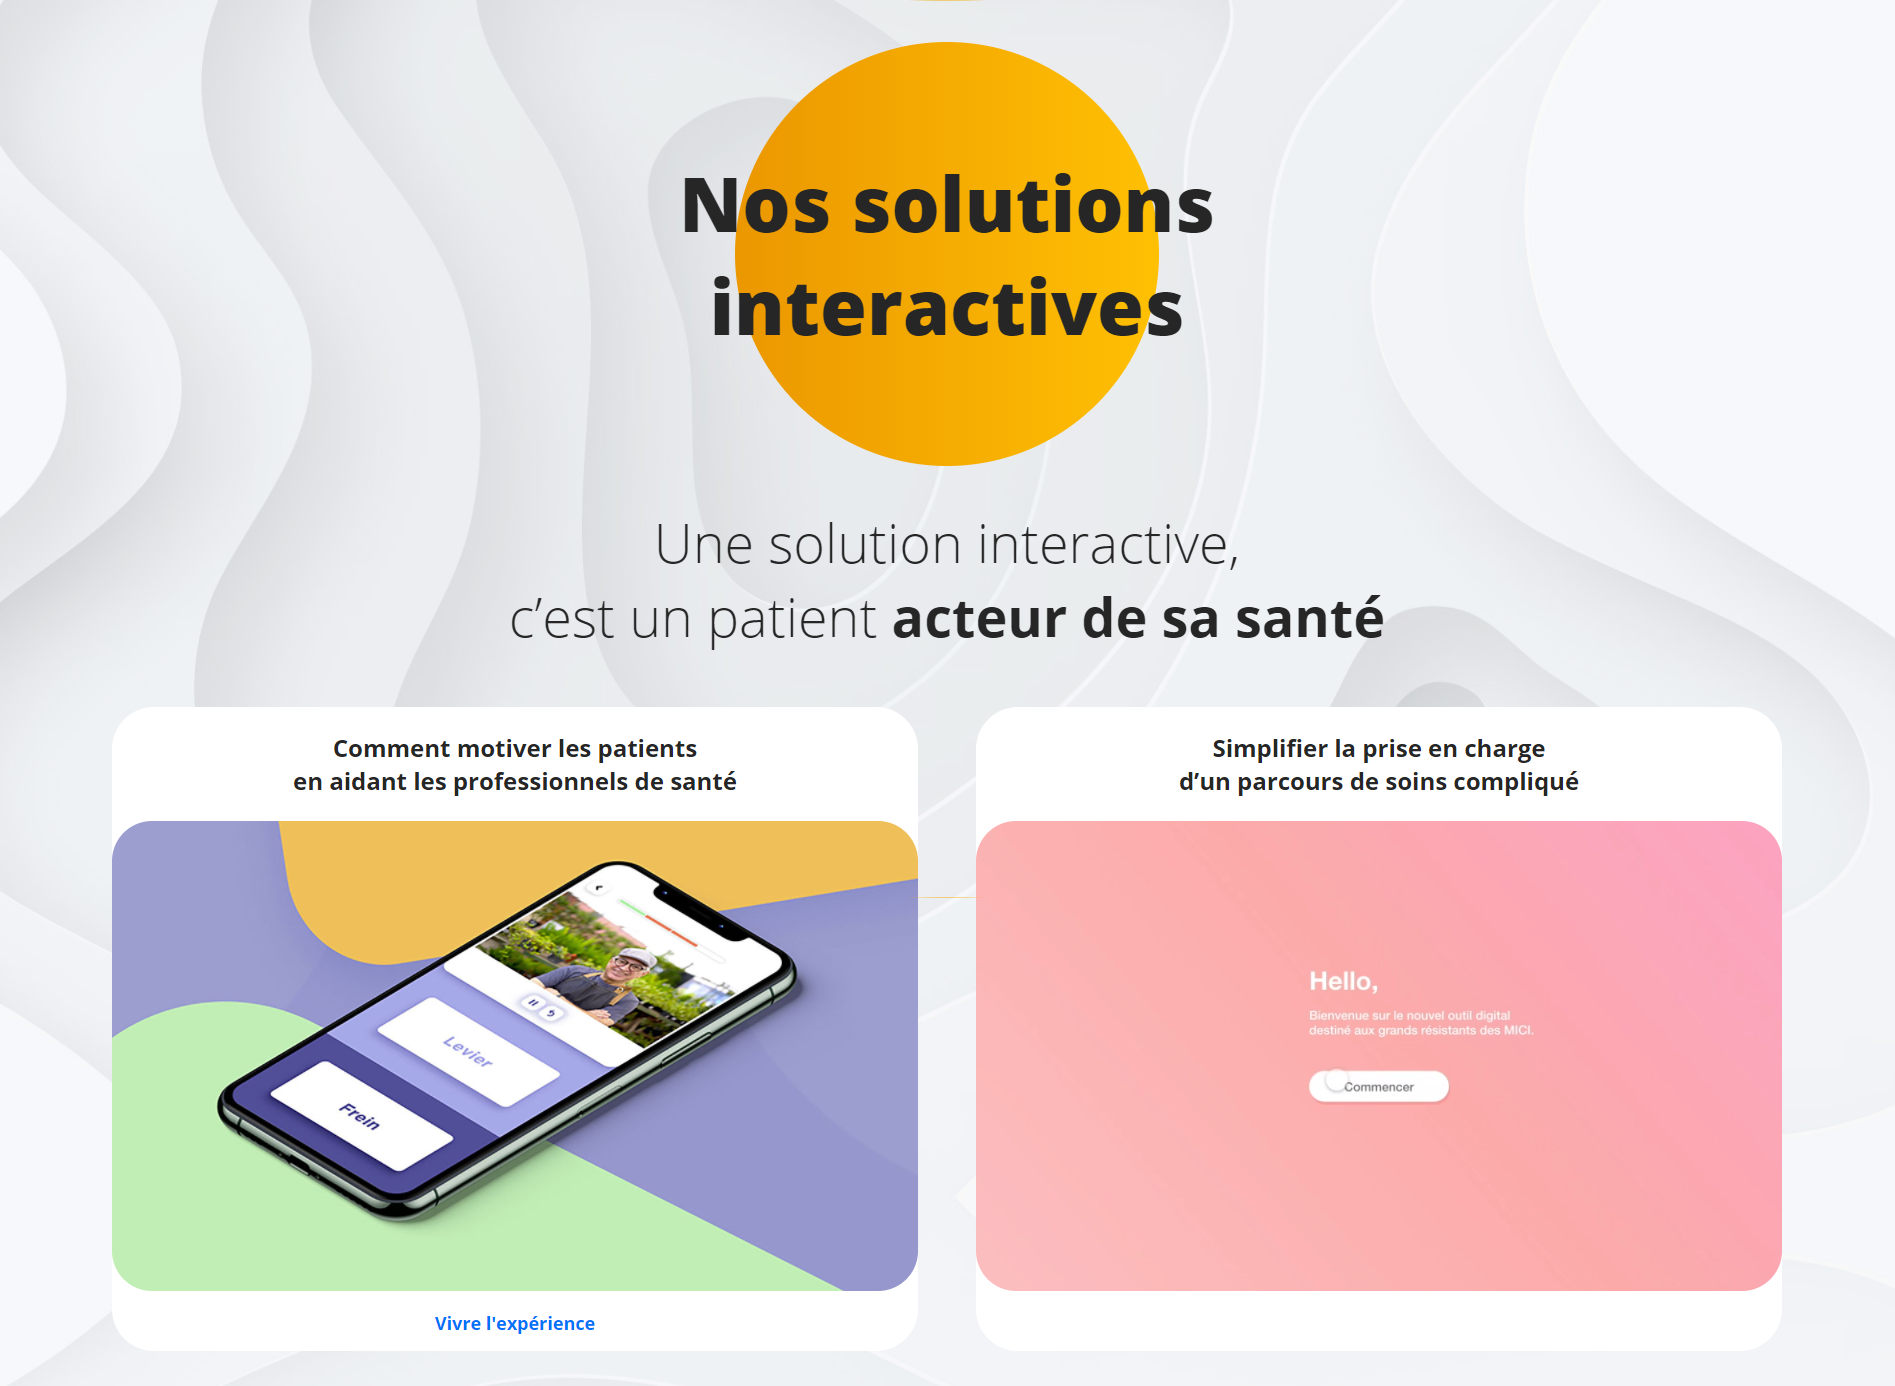 Nos solutions
interactives
Une solution interactive,
c’est un patient acteur de sa santé
Comment motiver les patients
en aidant les professionnels de santé
Levier
Frein
Vivre l'expérience
Simplifier la prise en charge
d’un parcours de soins compliqué
Hello,
Bienvenue sur le nouvel outil digital
destiné aux grands résistants des MICI.
Commencer